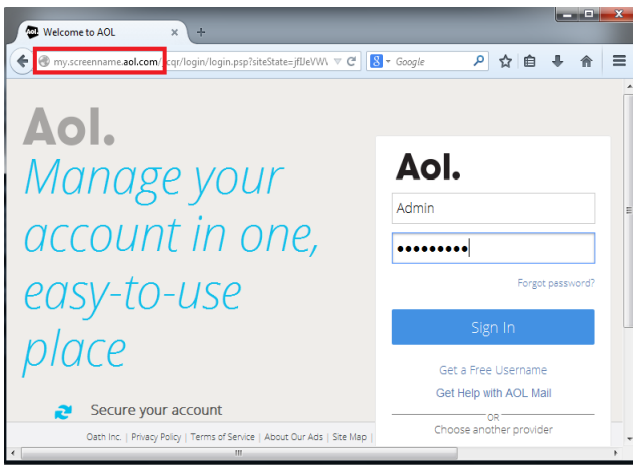 Aol. Welcome to AOL
my.screenname.aol.com/_cqr/login/login.psp?siteState=
Google
Aol.
Manage your
account in one,
easy-to-use
place
Secure your account
Aol.
Admin
Forgot password?
Sign In
Get a Free Username
Get Help with AOL Mail
OR
Choose another provider
Oath Inc. | Privacy Policy | Terms of Service | About Our Ads | Site Map |